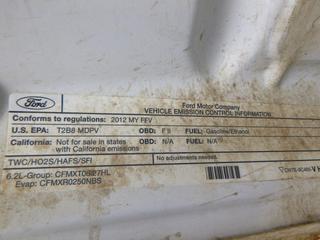 Ford
Ford Motor Company
VEHICLE EMISSION CONTROL INFORMATION
Conforms to regulations: 2012 MY FFV
U.S. EPA: T2B8 MDPV OBD: F II FUEL: Gasoline/Ethanol
California: Not for sale in states with California emissions OBD: N/A FUEL: N/A
TWC/HO2S/HAFS/SFI No adjustments needed.
6.2L-Group: CFMXT06.27HL
Evap: CFMXR0250NBS